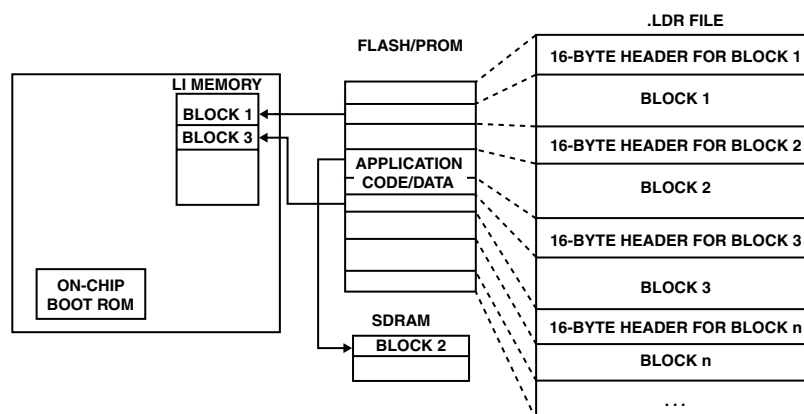 .LDR FILE
FLASH/PROM
16-BYTE HEADER FOR BLOCK 1
LI MEMORY
BLOCK 1
BLOCK 1
BLOCK 3
16-BYTE HEADER FOR BLOCK 2
APPLICATION
CODE/DATA
BLOCK 2
16-BYTE HEADER FOR BLOCK 3
ON-CHIP
BOOT ROM
BLOCK 3
SDRAM
16-BYTE HEADER FOR BLOCK n
BLOCK 2
BLOCK n
...